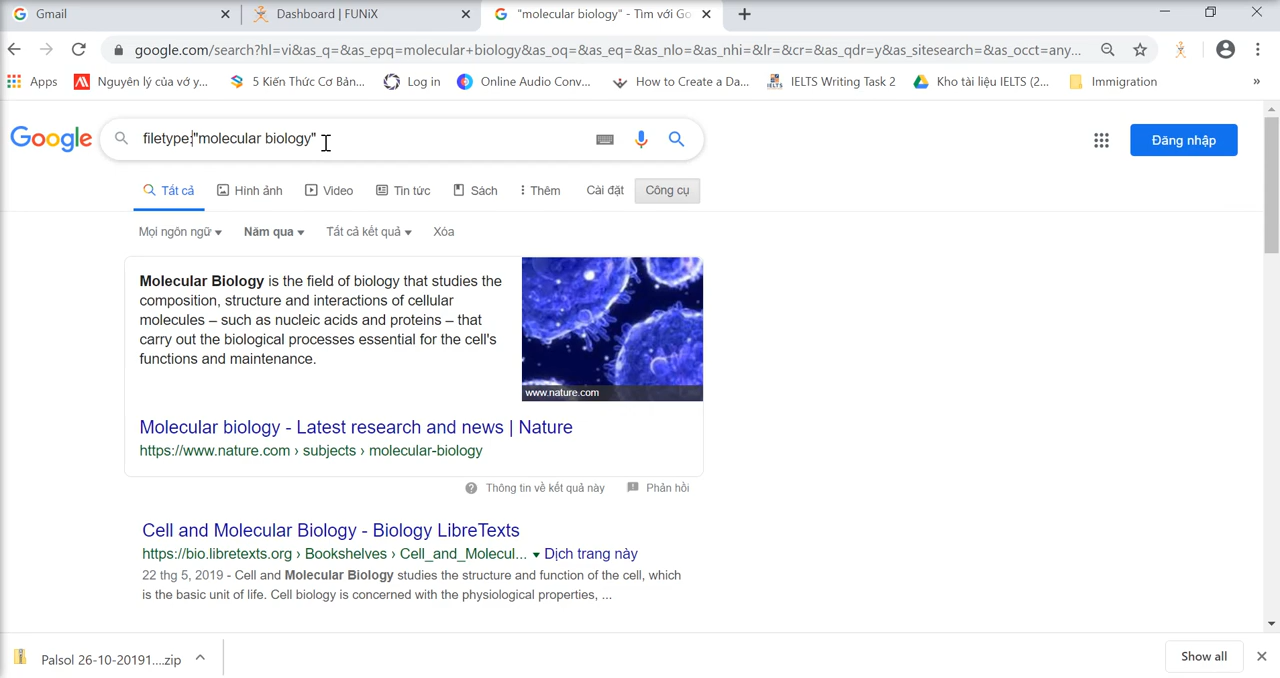 Gmail
Dashboard | FUNiX
"molecular biology" - Tìm với Go
google.com/search?hl=vi&as_q=&as_epq=molecular+biology&as_oq=&as_eq=&as_nlo=&as_nhi=&lr=&cr=&as_qdr=y&as_sitesearch=&as_occt=any...
Apps
Nguyên lý của vở y...
5 Kiến Thức Cơ Bản...
Log in
Online Audio Conv...
How to Create a Da...
IELTS Writing Task 2
Kho tài liệu IELTS (2...
Immigration
»
Google
filetype:"molecular biology"
Đăng nhập
Tất cả
Hình ảnh
Video
Tin tức
Sách
Thêm
Cài đặt
Công cụ
Mọi ngôn ngữ
Năm qua
Tất cả kết quả
Xóa
Molecular Biology is the field of biology that studies the
composition, structure and interactions of cellular
molecules – such as nucleic acids and proteins – that
carry out the biological processes essential for the cell's
functions and maintenance.
www.nature.com
Molecular biology - Latest research and news | Nature
https://www.nature.com › subjects › molecular-biology
Thông tin về kết quả này
Phản hồi
Cell and Molecular Biology - Biology LibreTexts
https://bio.libretexts.org › Bookshelves › Cell_and_Molecul... Dịch trang này
22 thg 5, 2019 - Cell and Molecular Biology studies the structure and function of the cell, which
is the basic unit of life. Cell biology is concerned with the physiological properties, ...
Palsol 26-10-20191....zip
Show all